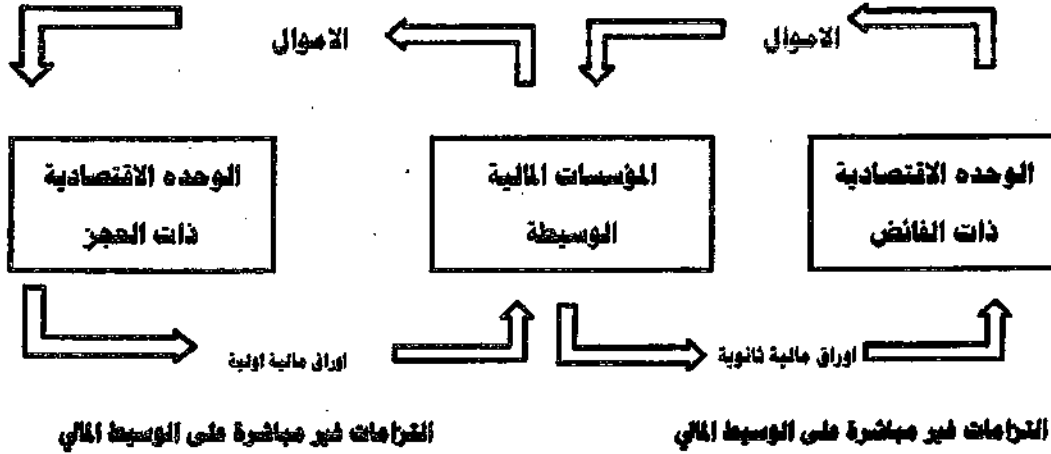 الاموال
الاموال
الوحده الاقتصادية
ذات الفائض
المؤسسات المالية
الوسيطة
الوحده الاقتصادية
ذات العجز
اوراق مالية ثانوية
اوراق مالية اولية
التزامات غير مباشرة على الوسيط المالي
التزامات غير مباشرة على الوسيط المالي